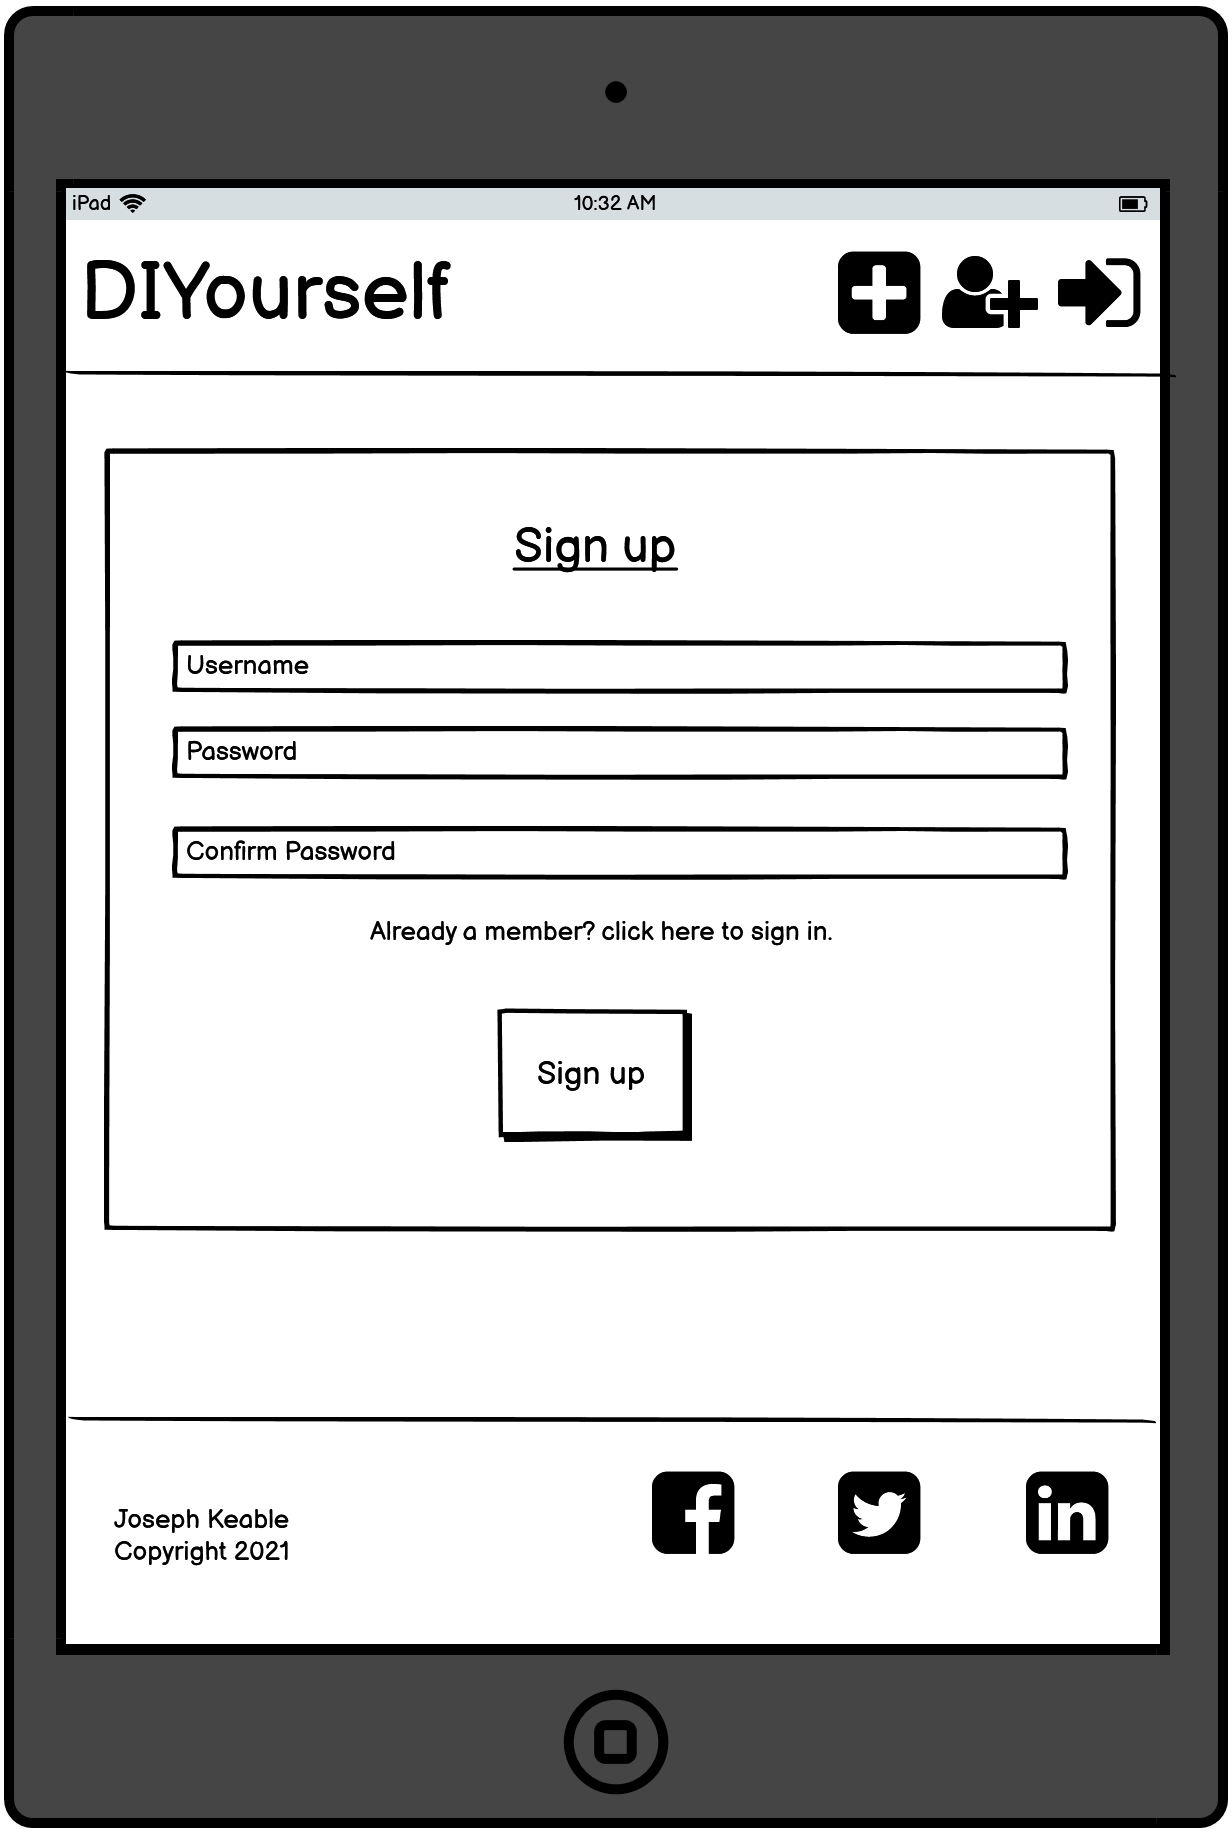 iPad
10:32 AM
DIYourself
Sign up
Username
Password
Confirm Password
Already a member? click here to sign in.
Sign up
Joseph Keable
Copyright 2021